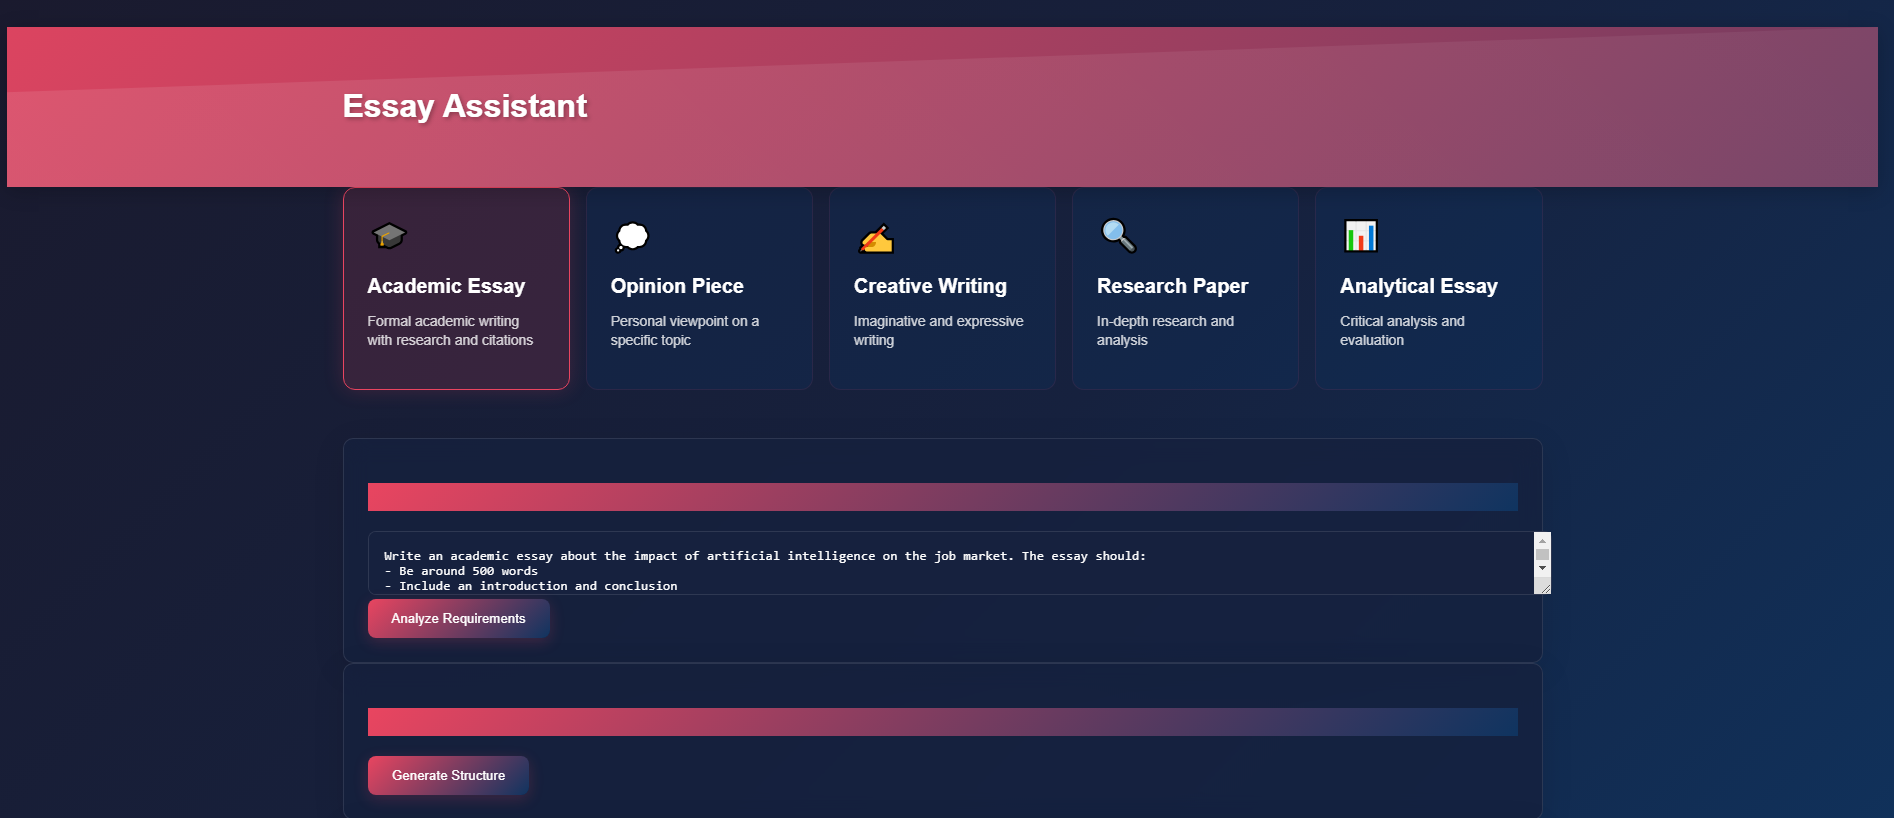 Essay Assistant
Academic Essay
Formal academic writing
with research and citations
Opinion Piece
Personal viewpoint on a
specific topic
Creative Writing
Imaginative and expressive
writing
Research Paper
In-depth research and
analysis
Analytical Essay
Critical analysis and
evaluation
Write an academic essay about the impact of artificial intelligence on the job market. The essay should:
- Be around 500 words
- Include an introduction and conclusion
Analyze Requirements
Generate Structure